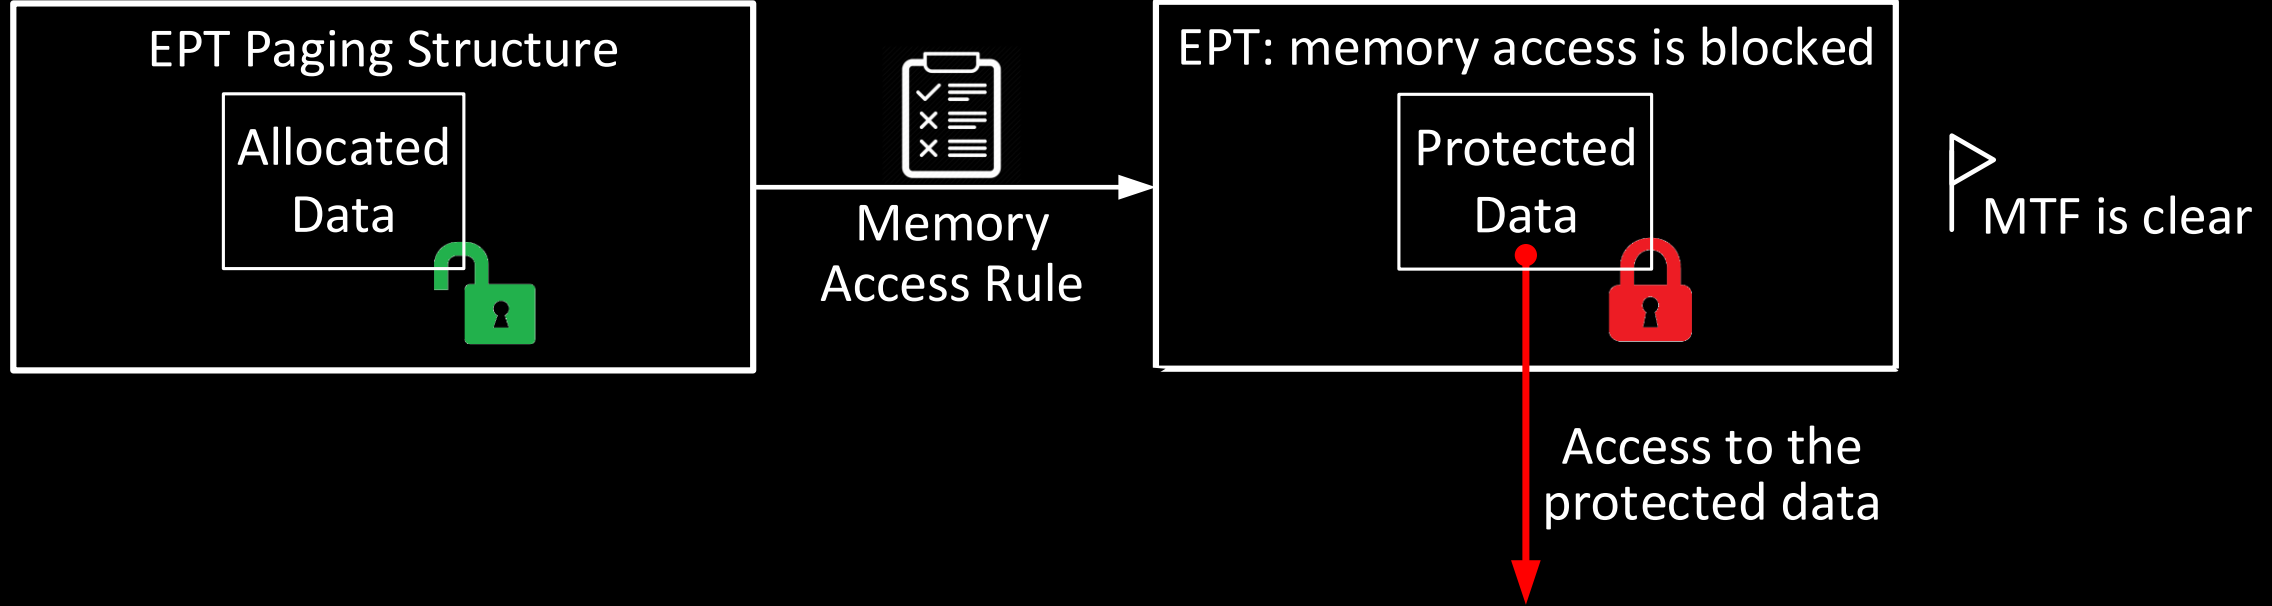 EPT Paging Structure
Allocated
Data
Memory
Access Rule
EPT: memory access is blocked
Protected
Data
MTF is clear
Access to the
protected data